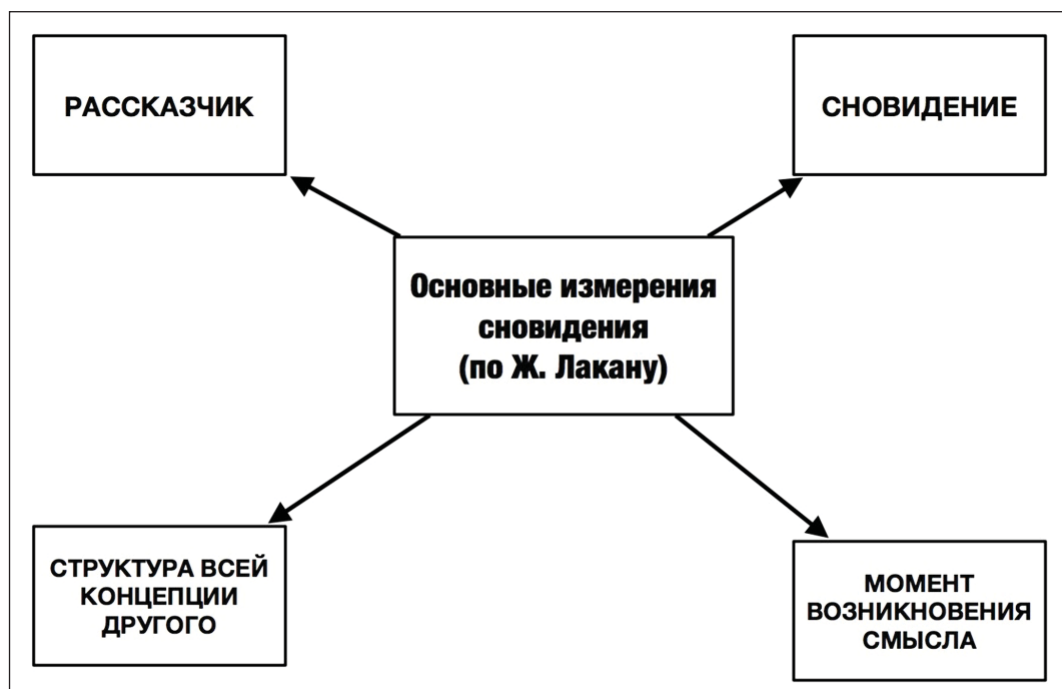 РАССКАЗЧИК
СНОВИДЕНИЕ
Основные измерения
сновидения
(по Ж. Лакану)
СТРУКТУРА ВСЕЙ
КОНЦЕПЦИИ
ДРУГОГО
МОМЕНТ
ВОЗНИКНОВЕНИЯ
СМЫСЛА